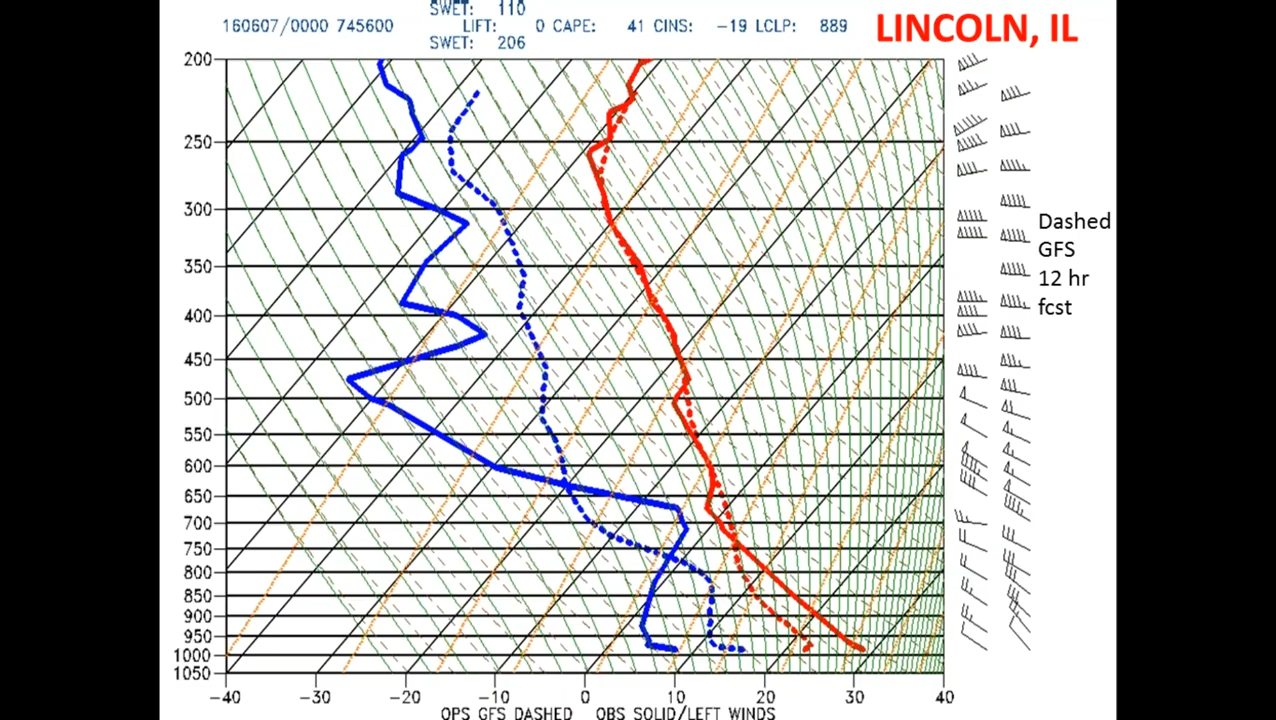 SWET: 110
160607/0000 745600 LIFT: 0 CAPE: 41 CINS: -19 LCLP: 889
SWET: 206
LINCOLN, IL
200
250
300
350
400
450
500
550
600
650
700
750
800
850
900
950
1000
1050
Dashed
GFS
12 hr
fcst
-40 -30 -20 -10 0 10 20 30 40
OPS GFS DASHED OBS SOLID/LEFT WINDS